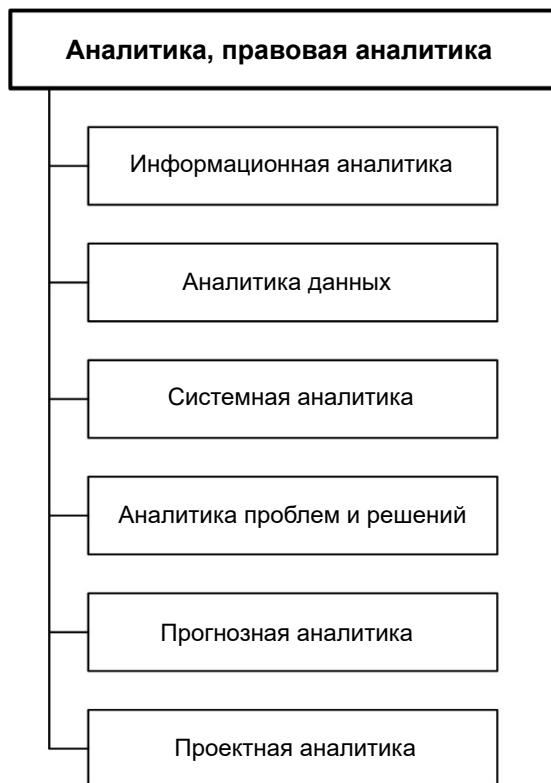 Аналитика, правовая аналитика
Информационная аналитика
Аналитика данных
Системная аналитика
Аналитика проблем и решений
Прогнозная аналитика
Проектная аналитика